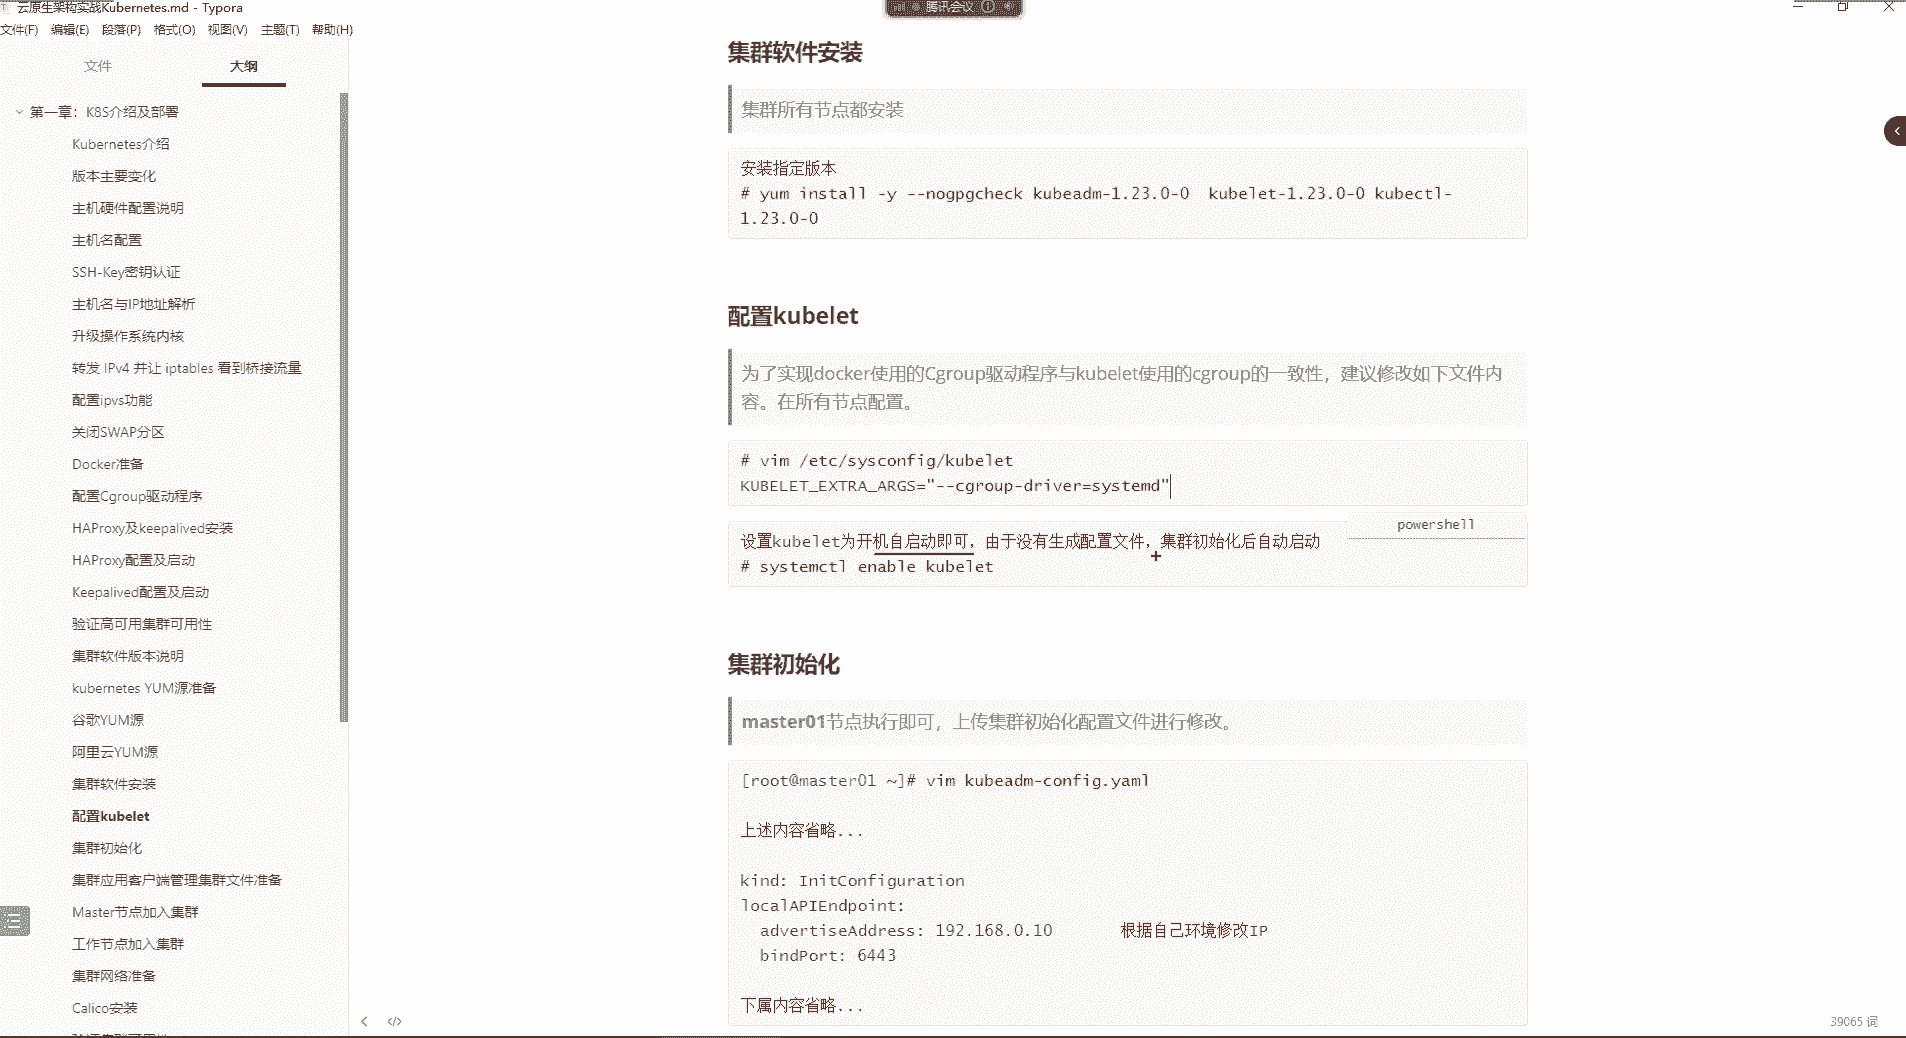 云原生架构实战Kubernetes.md - Typora
腾讯会议
文件(F) 编辑(E) 段落(P) 格式(O) 视图(V) 主题(T) 帮助(H)
文件 大纲
第一章：K8S介绍及部署
Kubernetes介绍
版本主要变化
主机硬件配置说明
主机名配置
SSH-Key密钥认证
主机名与IP地址解析
升级操作系统内核
转发 IPv4 并让 iptables 看到桥接流量
配置ipvs功能
关闭SWAP分区
Docker准备
配置Cgroup驱动程序
HAProxy及keepalived安装
HAProxy配置及启动
Keepalived配置及启动
验证高可用集群可用性
集群软件版本说明
kubernetes YUM源准备
谷歌YUM源
阿里云YUM源
集群软件安装
配置kubelet
集群初始化
集群应用客户端管理集群文件准备
Master节点加入集群
工作节点加入集群
集群网络准备
Calico安装
集群软件安装
集群所有节点都安装
安装指定版本
# yum install -y --nogpgcheck kubeadm-1.23.0-0  kubelet-1.23.0-0 kubectl-
1.23.0-0
配置kubelet
为了实现docker使用的Cgroup驱动程序与kubelet使用的cgroup的一致性，建议修改如下文件内
容。在所有节点配置。
# vim /etc/sysconfig/kubelet
KUBELET_EXTRA_ARGS="--cgroup-driver=systemd"
powershell
设置kubelet为开机自启动即可，由于没有生成配置文件，集群初始化后自动启动
# systemctl enable kubelet
集群初始化
master01节点执行即可，上传集群初始化配置文件进行修改。
[root@master01 ~]# vim kubeadm-config.yaml
上述内容省略...
kind: InitConfiguration
localAPIEndpoint:
  advertiseAddress: 192.168.0.10       根据自己环境修改IP
  bindPort: 6443
下属内容省略...
39065 词